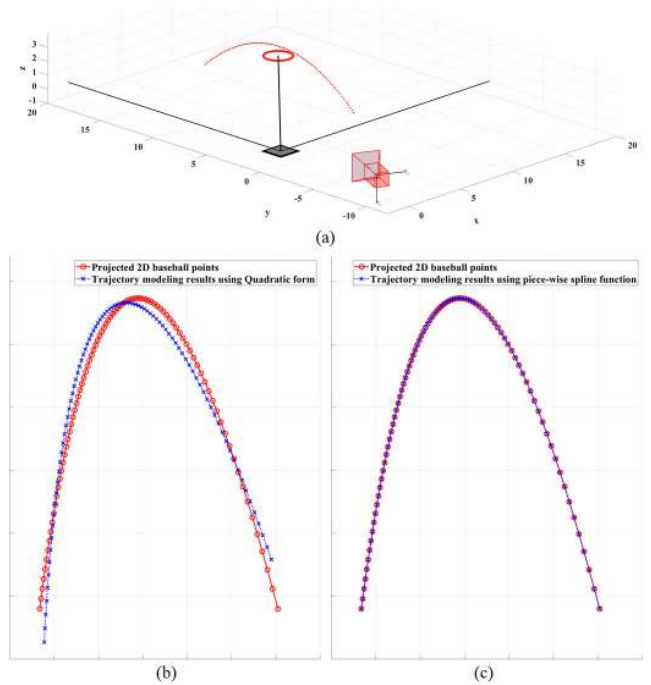 3
2
1
0
-1
z
20
15
10
5
0
-5
-10
y
0
5
10
15
20
x
(a)
Projected 2D baseball points
Trajectory modeling results using Quadratic form
Projected 2D baseball points
Trajectory modeling results using piece-wise spline function
(b)
(c)